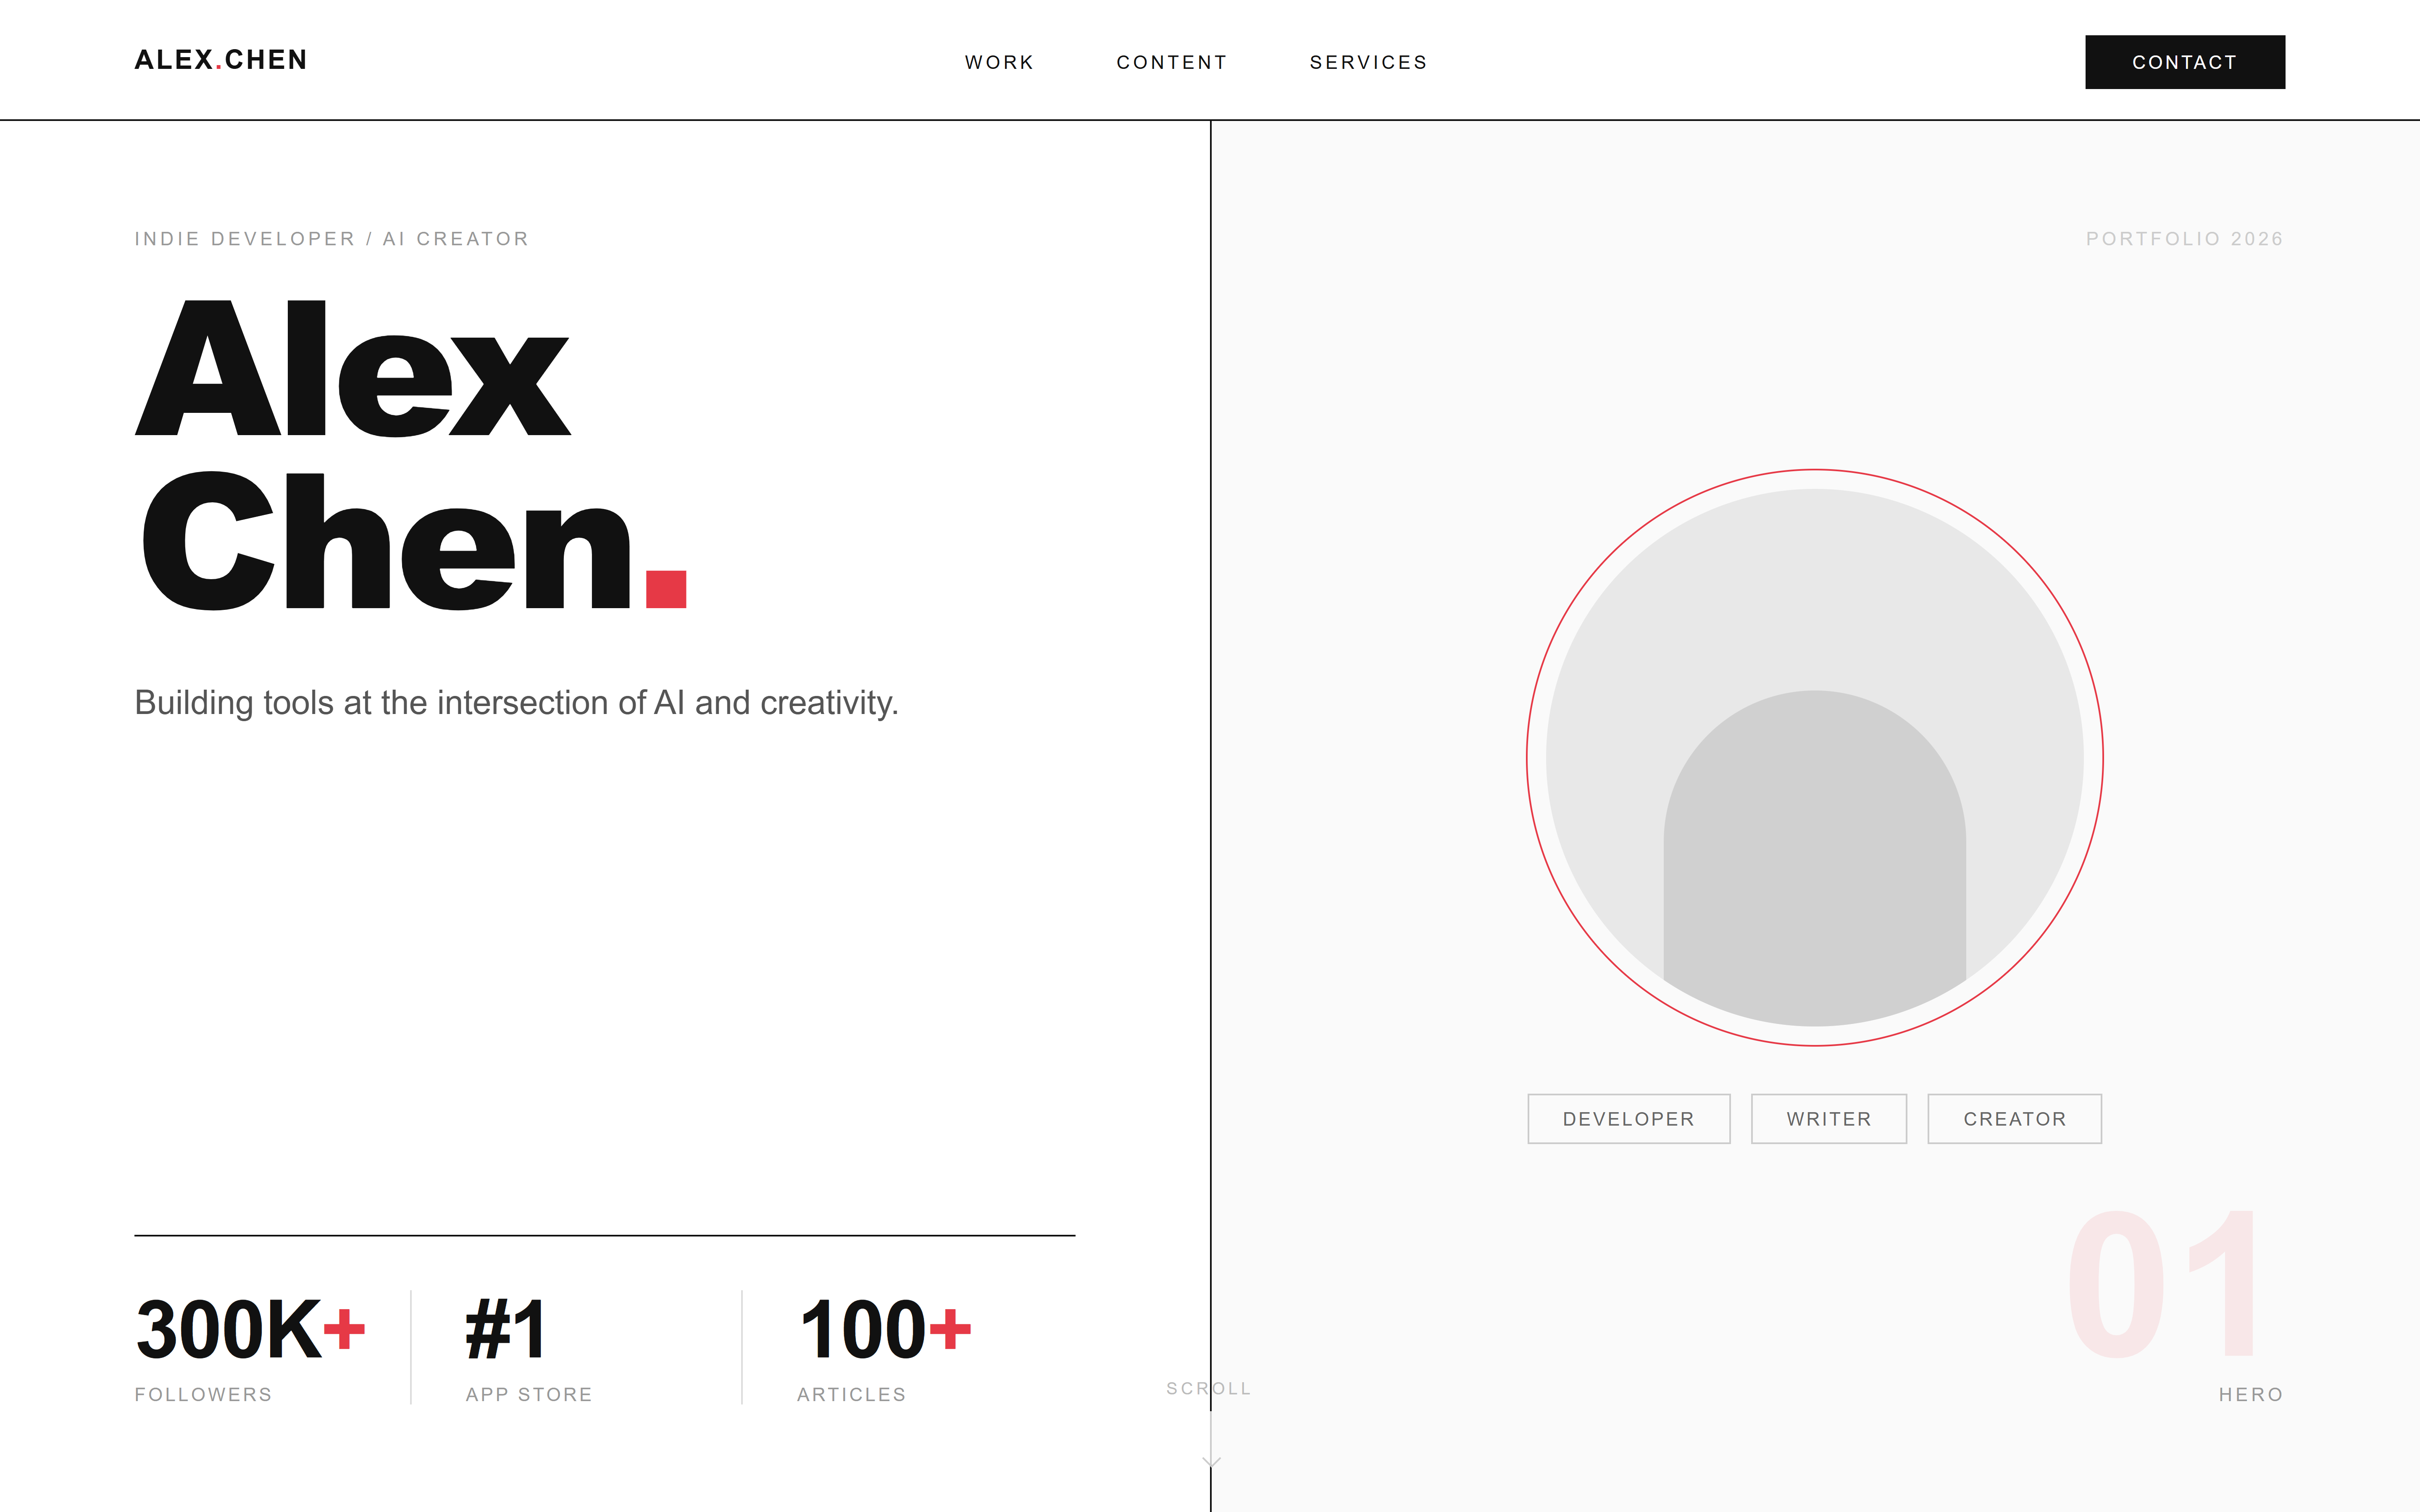 ALEX.CHEN
WORK
CONTENT
SERVICES
CONTACT
INDIE DEVELOPER / AI CREATOR
Alex
Chen.
Building tools at the intersection of AI and creativity.
300K+
FOLLOWERS
#1
APP STORE
100+
ARTICLES
SCROLL
PORTFOLIO 2026
DEVELOPER
WRITER
CREATOR
01
HERO